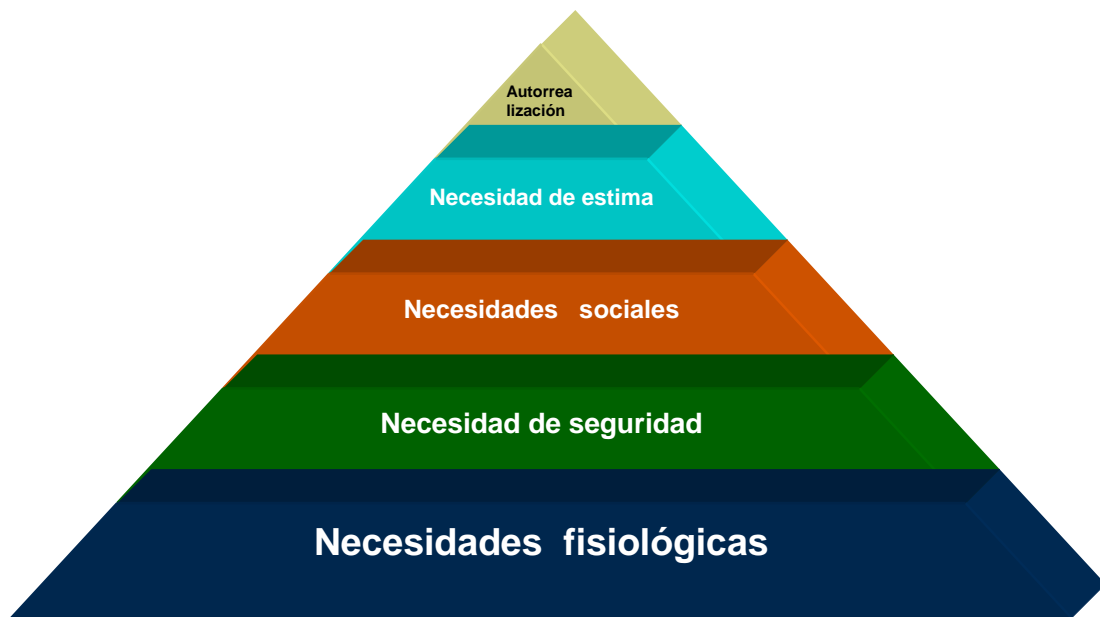 Autorrea
lización
Necesidad de estima
Necesidades sociales
Necesidad de seguridad
Necesidades fisiológicas